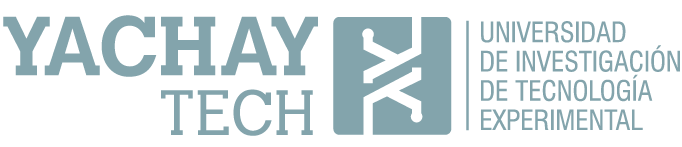 YACHAY
TECH
UNIVERSIDAD
DE INVESTIGACIÓN
DE TECNOLOGÍA
EXPERIMENTAL